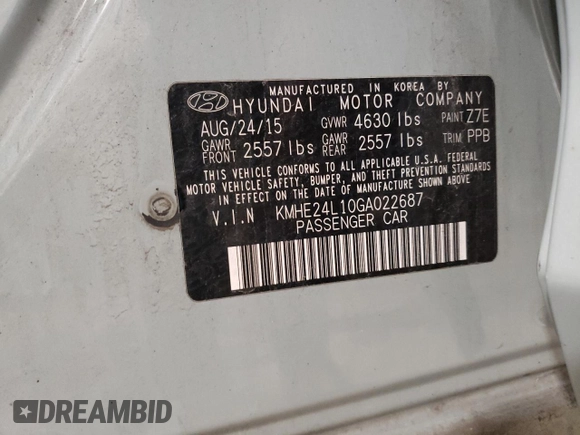 MANUFACTURED IN KOREA BY
HYUNDAI MOTOR COMPANY
AUG/24/15 GVWR 4630 lbs PAINT Z7E
GAWR FRONT 2557 lbs GAWR REAR 2557 lbs TRIM PPB
THIS VEHICLE CONFORMS TO ALL APPLICABLE U.S.A. FEDERAL
MOTOR VEHICLE SAFETY, BUMPER, AND THEFT PREVENTION
STANDARDS IN EFFECT ON THE DATE OF MANUFACTURE SHOWN
ABOVE.
V.I.N KMHE24L10GA022687
PASSENGER CAR
DREAMBID